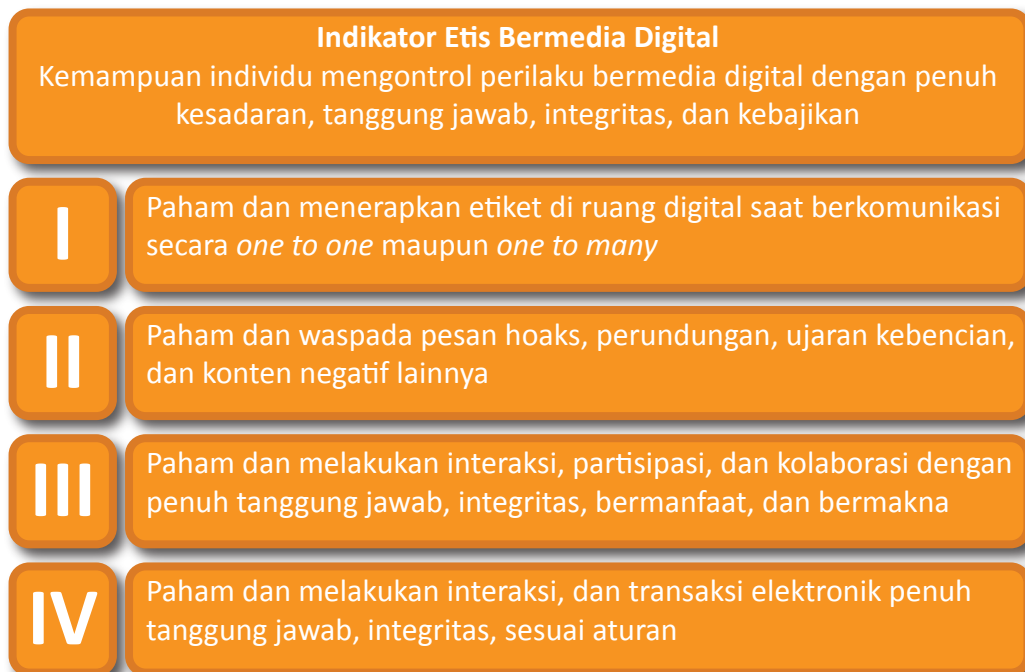 Indikator Etis Bermedia Digital
Kemampuan individu mengontrol perilaku bermedia digital dengan penuh
kesadaran, tanggung jawab, integritas, dan kebajikan
I
Paham dan menerapkan etiket di ruang digital saat berkomunikasi
secara one to one maupun one to many
II
Paham dan waspada pesan hoaks, perundungan, ujaran kebencian,
dan konten negatif lainnya
III
Paham dan melakukan interaksi, partisipasi, dan kolaborasi dengan
penuh tanggung jawab, integritas, bermanfaat, dan bermakna
IV
Paham dan melakukan interaksi, dan transaksi elektronik penuh
tanggung jawab, integritas, sesuai aturan